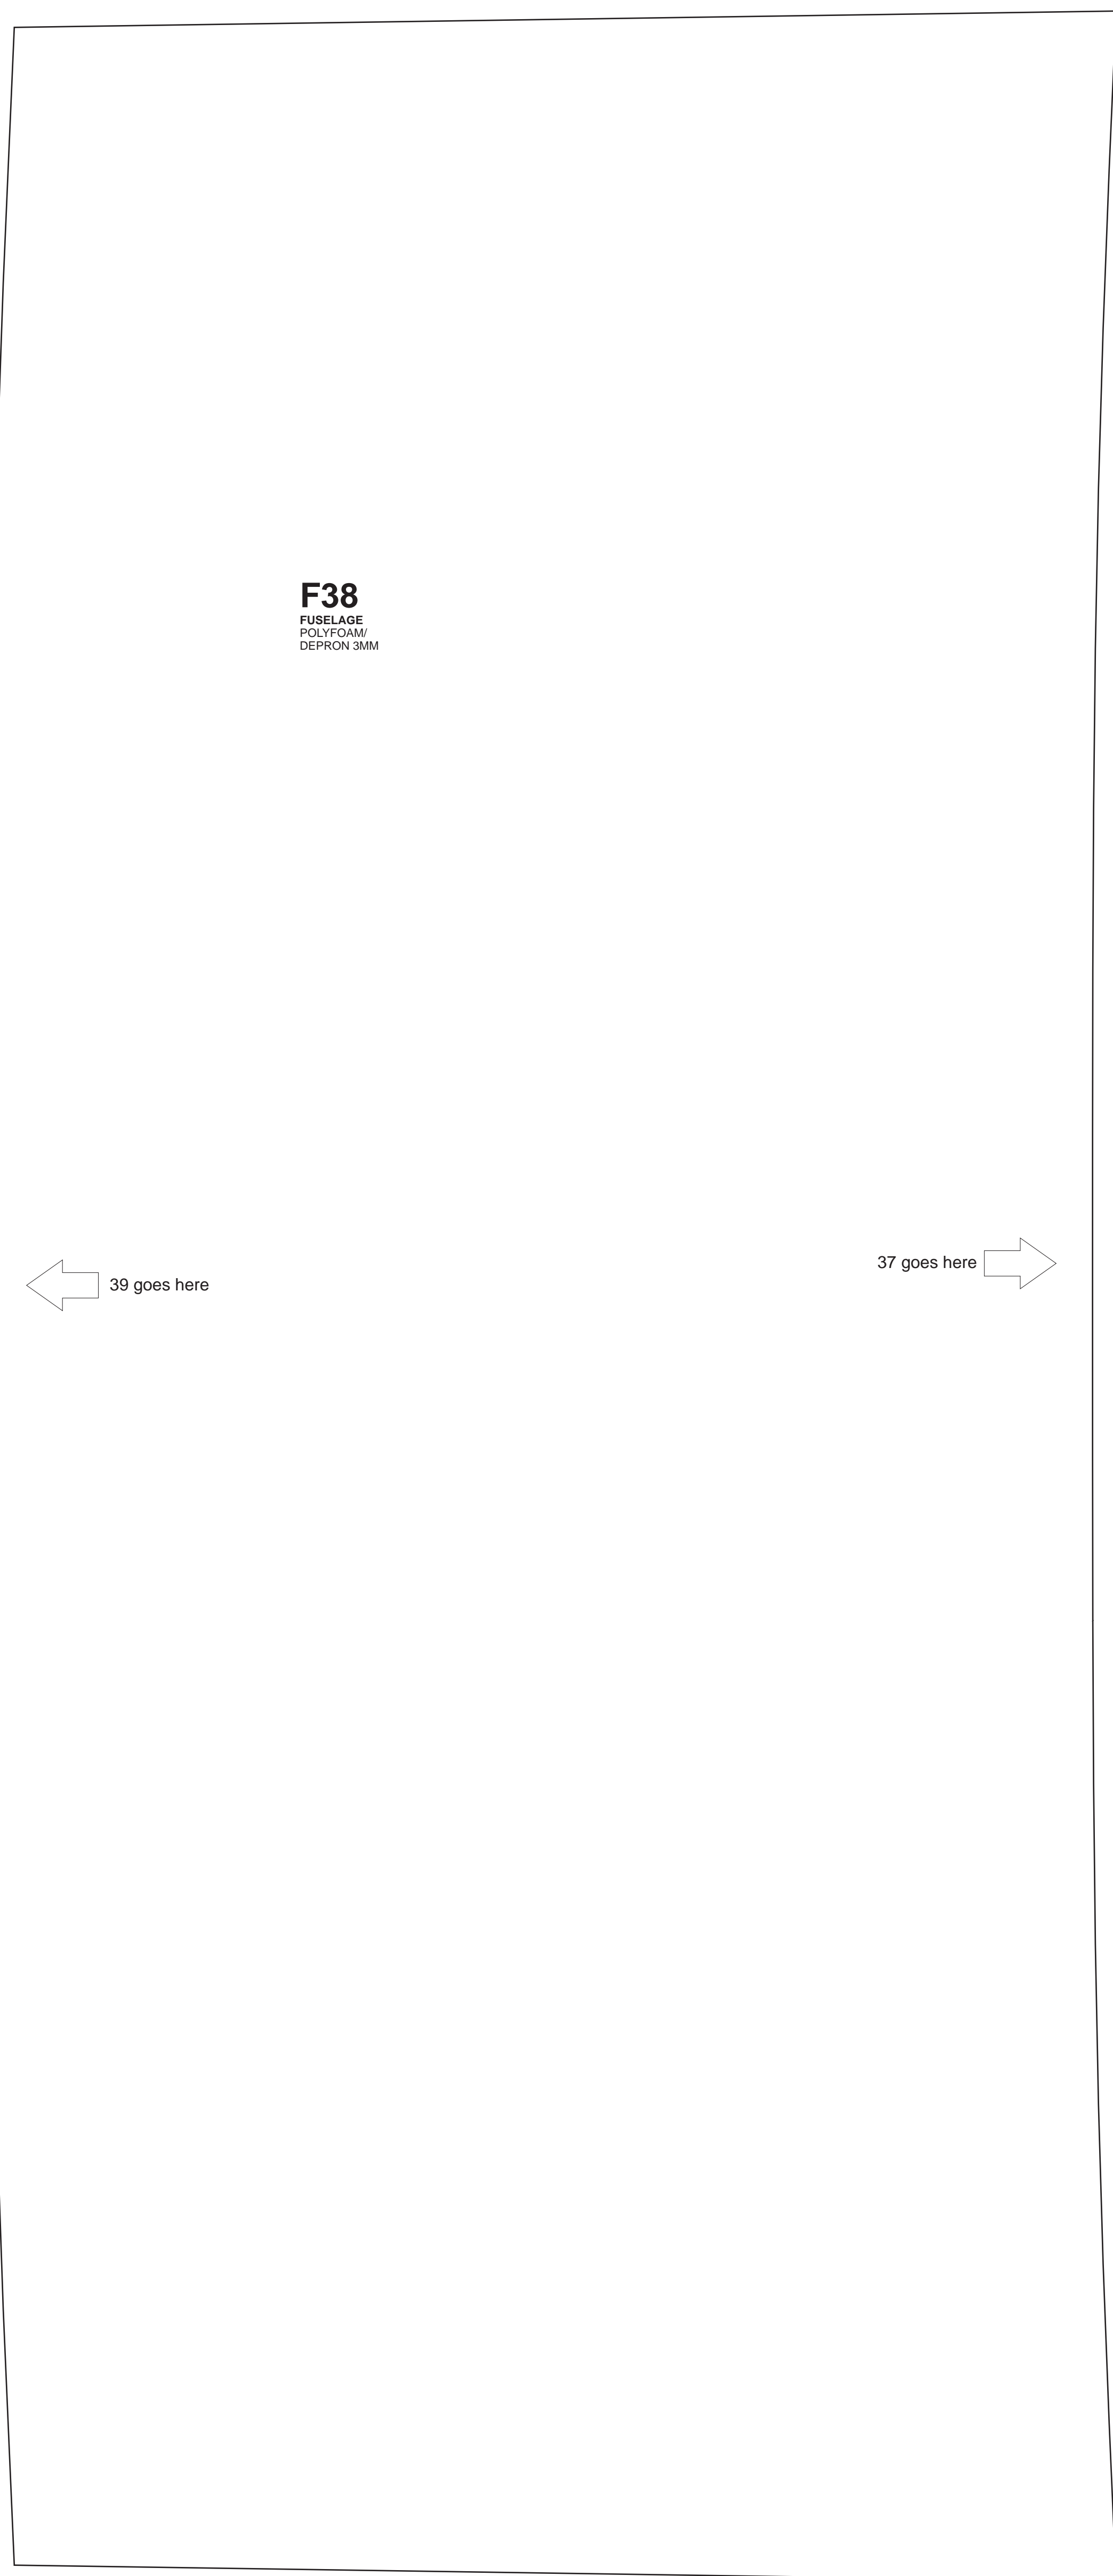 F38
FUSELAGE
POLYFOAM/
DEPRON 3MM
37 goes here
39 goes here